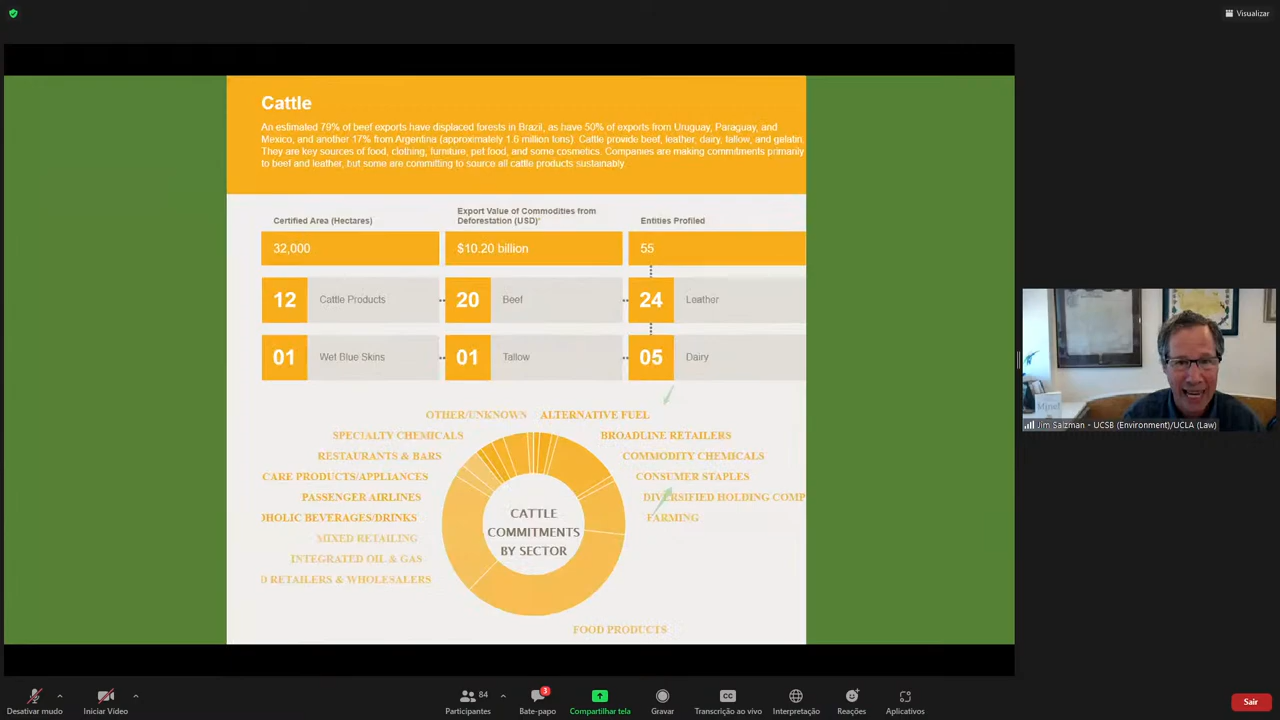 Visualizar
Cattle
An estimated 79% of beef exports have displaced forests in Brazil, as have 50% of exports from Uruguay, Paraguay, and
Mexico, and another 17% from Argentina (approximately 1.6 million tons). Cattle provide beef, leather, dairy, tallow, and gelatin.
They are key sources of food, clothing, furniture, pet food, and some cosmetics. Companies are making commitments primarily
to beef and leather, but some are committing to source all cattle products sustainably.
Certified Area (Hectares)
Export Value of Commodities from
Deforestation (USD)*
Entities Profiled
32,000
$10.20 billion
55
12 Cattle Products
20 Beef
24 Leather
01 Wet Blue Skins
01 Tallow
05 Dairy
OTHER/UNKNOWN
ALTERNATIVE FUEL
SPECIALTY CHEMICALS
BROADLINE RETAILERS
RESTAURANTS & BARS
COMMODITY CHEMICALS
CARE PRODUCTS/APPLIANCES
CONSUMER STAPLES
PASSENGER AIRLINES
DIVERSIFIED HOLDING COMP
OHOLIC BEVERAGES/DRINKS
FARMING
MIXED RETAILING
INTEGRATED OIL & GAS
D RETAILERS & WHOLESALERS
CATTLE
COMMITMENTS
BY SECTOR
FOOD PRODUCTS
Jim Salzman - UCSB (Environment)/UCLA (Law)
Desativar mudo
Iniciar Vídeo
84
Participantes
3
Bate-papo
Compartilhar tela
Gravar
CC
Transcrição ao vivo
Interpretação
Reações
Aplicativos
Sair